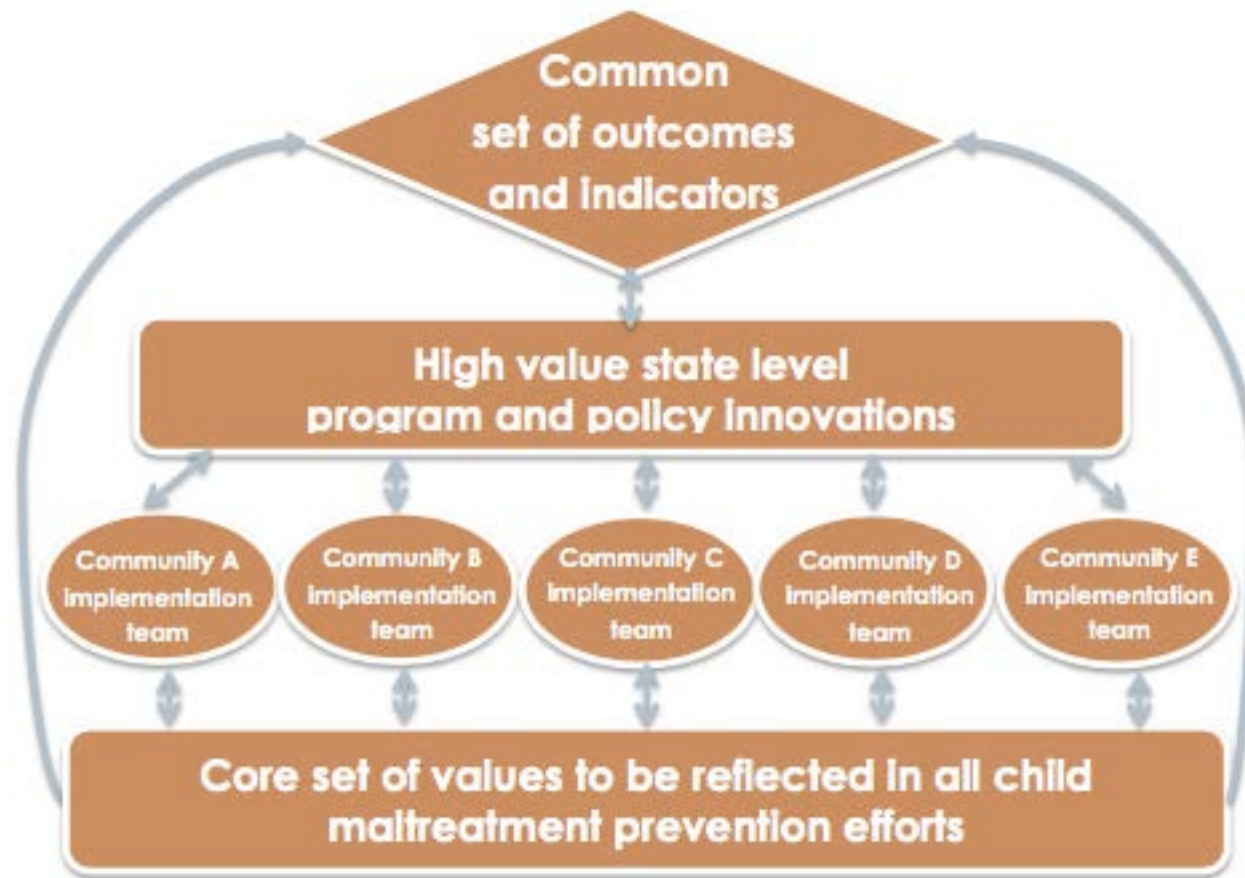 Common
set of outcomes
and indicators
High value state level
program and policy innovations
Community A
implementation
team
Community B
implementation
team
Community C
implementation
team
Community D
implementation
team
Community E
implementation
team
Core set of values to be reflected in all child
maltreatment prevention efforts